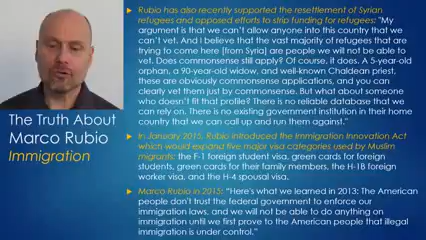 Rubio has also recently supported the resettlement of Syrian
refugees and opposed efforts to strip funding for refugees: "My
argument is that we can't allow anyone into this country that we
can't vet. And I believe that the vast majority of refugees that are
trying to come here [from Syria] are people we will not be able to
vet. Does common sense still apply? Of course, it does. A 5-year-old
orphan, a 90-year-old widow, and well-known Chaldean priest,
these are obviously commonsense applications, and you can
clearly vet them just by commonsense. But what about someone
who doesn't fit that profile? There is no reliable database that we
can rely on. There is no existing government institution in their home
country that we can call up and run them against."
In January 2015, Rubio introduced the Immigration Innovation Act
which would expand five major visa categories used by Muslim
migrants: the F-1 foreign student visa, green cards for foreign
students, green cards for their family members, the H-1B foreign
worker visa, and the H-4 spousal visa.
Marco Rubio in 2015: "Here's what we learned in 2013: The American
people don't trust the federal government to enforce our
immigration laws, and we will not be able to do anything on
immigration until we first prove to the American people that illegal
immigration is under control."
The Truth About
Marco Rubio
Immigration